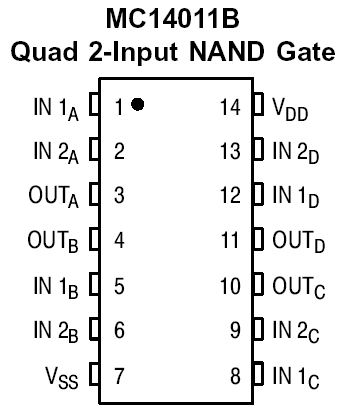 MC14011B
Quad 2-Input NAND Gate
IN 1A 1 14 VDD
IN 2A 2 13 IN 2D
OUTA 3 12 IN 1D
OUTB 4 11 OUTD
IN 1B 5 10 OUTC
IN 2B 6 9 IN 2C
VSS 7 8 IN 1C